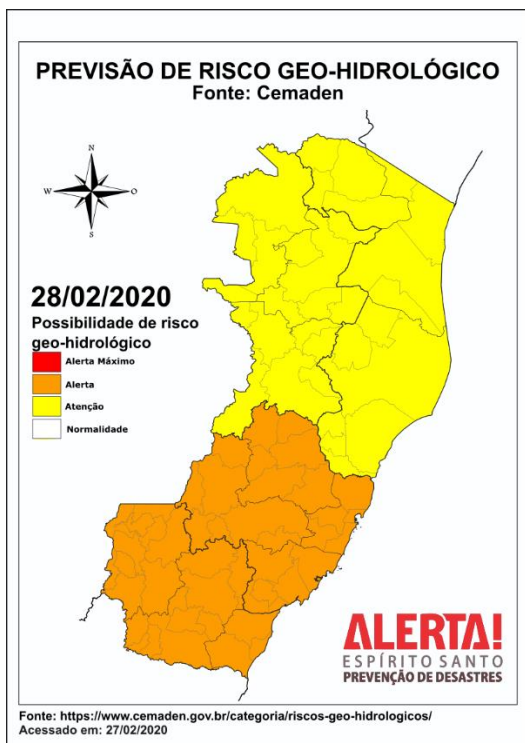 PREVISÃO DE RISCO GEO-HIDROLÓGICO
Fonte: Cemaden
N
W
O
S
28/02/2020
Possibilidade de risco
geo-hidrológico
Alerta Máximo
Alerta
Atenção
Normalidade
ALERTA!
ESPÍRITO SANTO
PREVENÇÃO DE DESASTRES
Fonte: https://www.cemaden.gov.br/categoria/riscos-geo-hidrologicos/
Acessado em: 27/02/2020